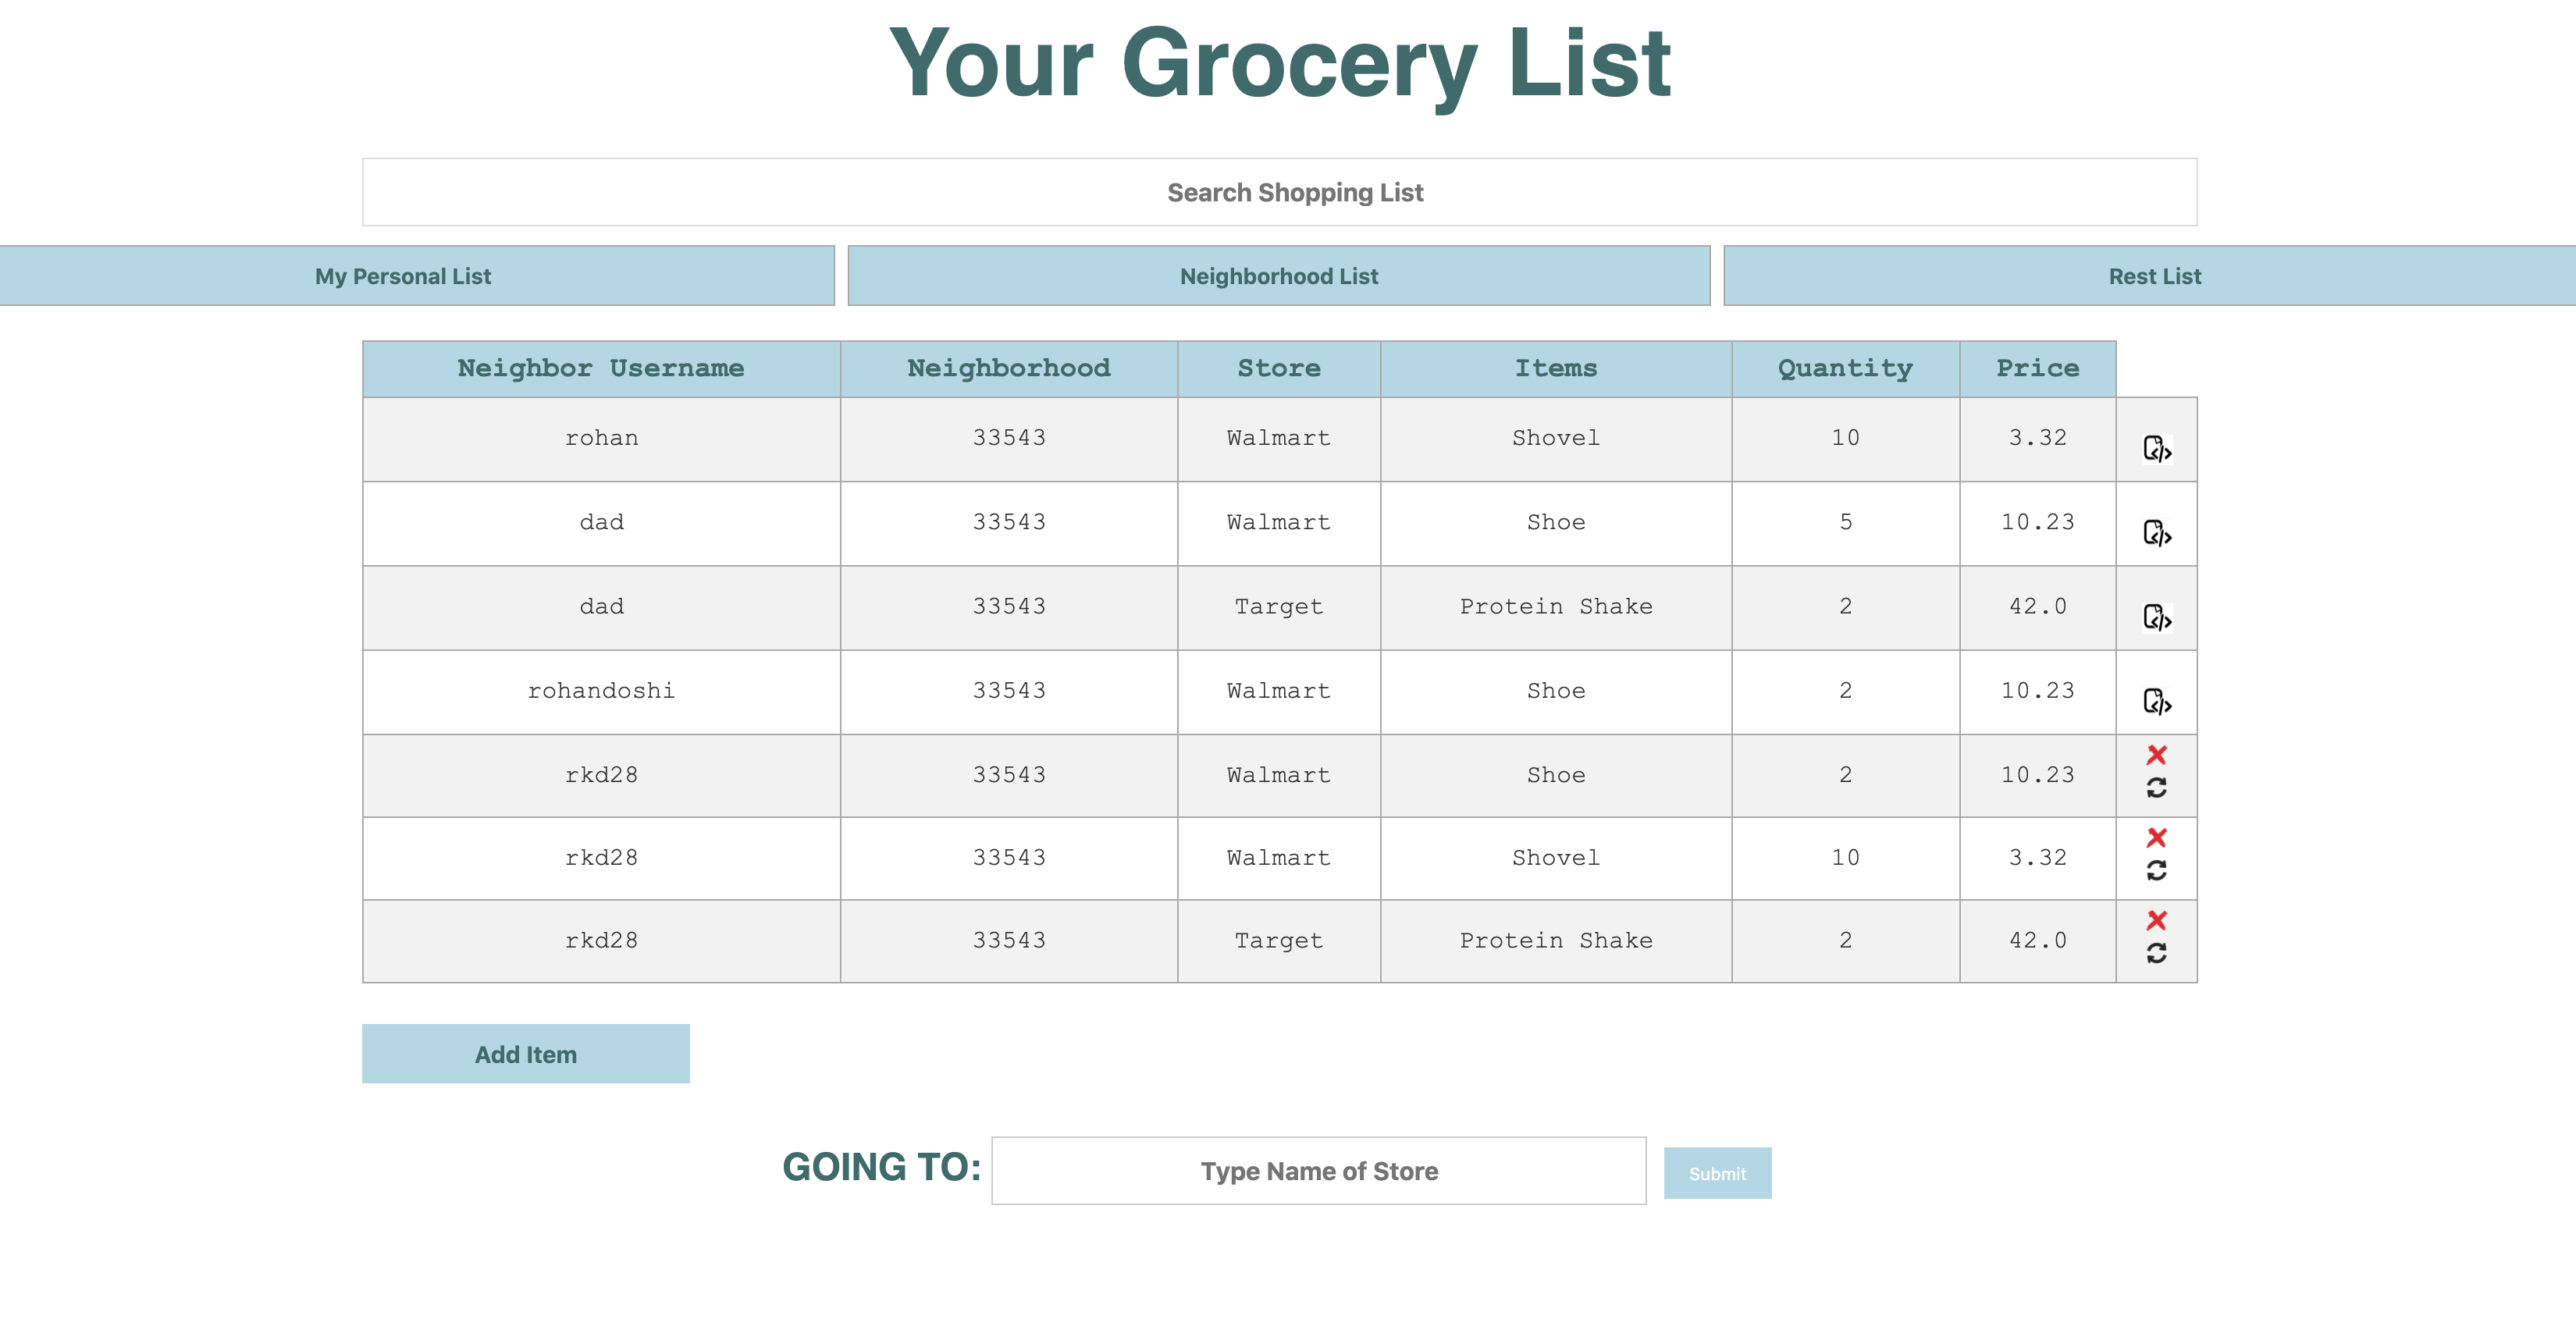 Your Grocery List
Search Shopping List
My Personal List Neighborhood List Rest List
Neighbor Username Neighborhood Store Items Quantity Price
rohan 33543 Walmart Shovel 10 3.32
dad 33543 Walmart Shoe 5 10.23
dad 33543 Target Protein Shake 2 42.0
rohandoshi 33543 Walmart Shoe 2 10.23
rkd28 33543 Walmart Shoe 2 10.23
rkd28 33543 Walmart Shovel 10 3.32
rkd28 33543 Target Protein Shake 2 42.0
Add Item
GOING TO: Type Name of Store Submit